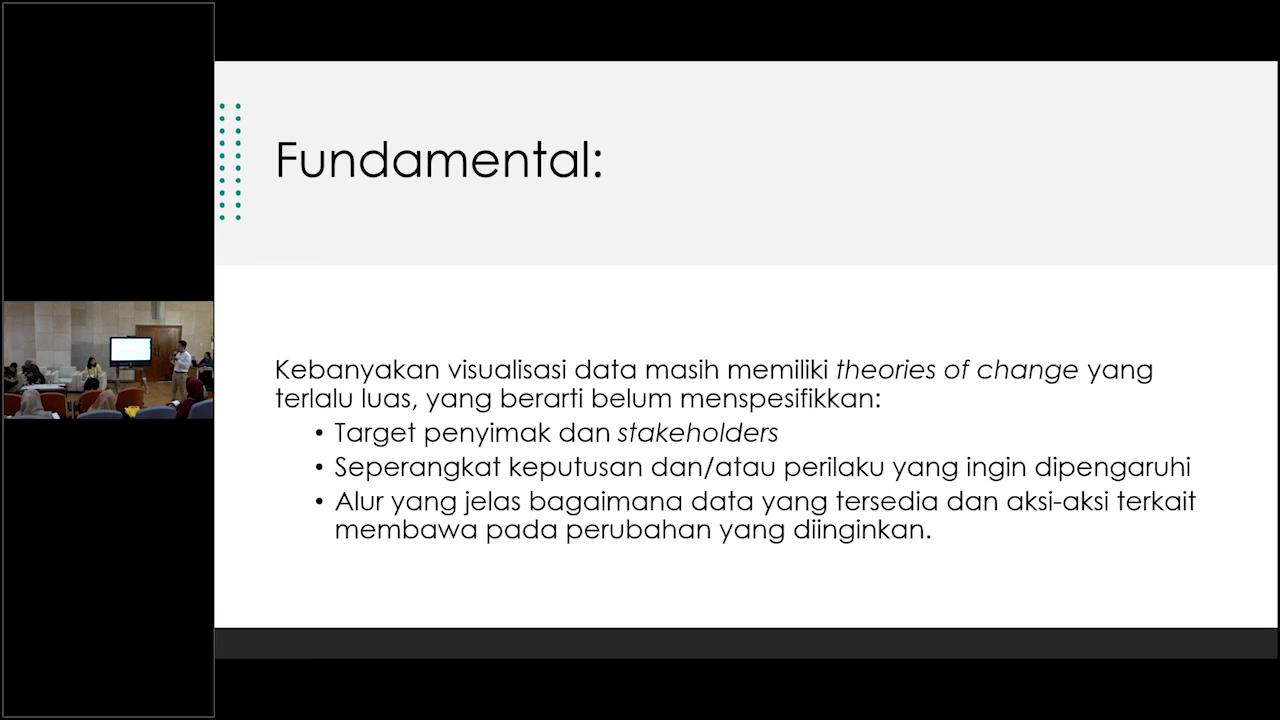 Fundamental:
Kebanyakan visualisasi data masih memiliki theories of change yang
terlalu luas, yang berarti belum menspesifikkan:
• Target penyimak dan stakeholders
• Seperangkat keputusan dan/atau perilaku yang ingin dipengaruhi
• Alur yang jelas bagaimana data yang tersedia dan aksi-aksi terkait
membawa pada perubahan yang diinginkan.